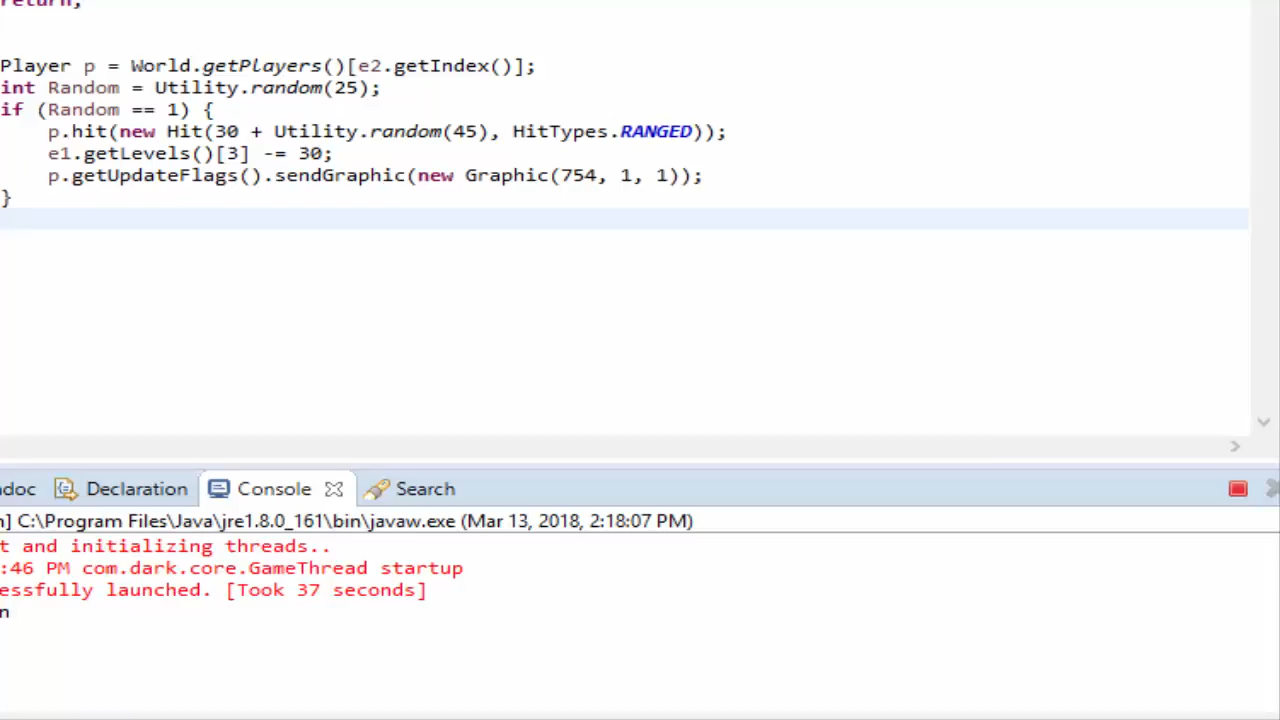 return;
Player p = World.getPlayers()[e2.getIndex()];
int Random = Utility.random(25);
if (Random == 1) {
p.hit(new Hit(30 + Utility.random(45), HitTypes.RANGED));
e1.getLevels()[3] -= 30;
p.getUpdateFlags().sendGraphic(new Graphic(754, 1, 1));
}
adoc Declaration Console Search
n] C:\Program Files\Java\jre1.8.0_161\bin\javaw.exe (Mar 13, 2018, 2:18:07 PM)
t and initializing threads..
:46 PM com.dark.core.GameThread startup
essfully launched. [Took 37 seconds]
n